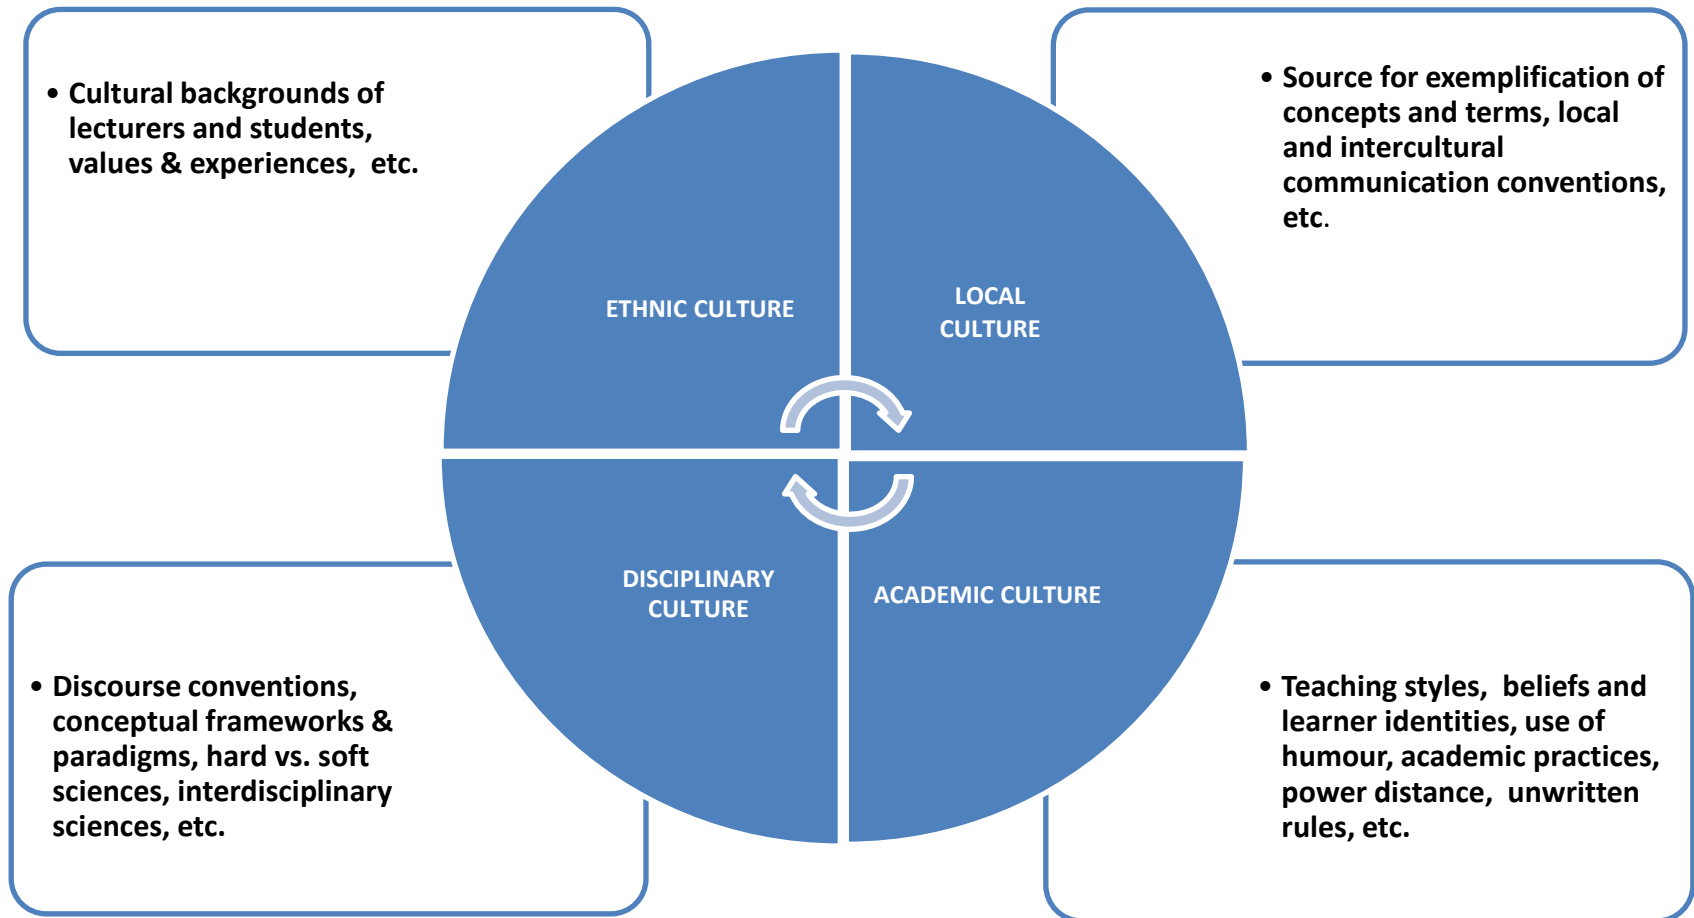 • Cultural backgrounds of
lecturers and students,
values & experiences, etc.
• Source for exemplification of
concepts and terms, local
and intercultural
communication conventions,
etc.
ETHNIC CULTURE
LOCAL
CULTURE
DISCIPLINARY
CULTURE
ACADEMIC CULTURE
• Discourse conventions,
conceptual frameworks &
paradigms, hard vs. soft
sciences, interdisciplinary
sciences, etc.
• Teaching styles, beliefs and
learner identities, use of
humour, academic practices,
power distance, unwritten
rules, etc.